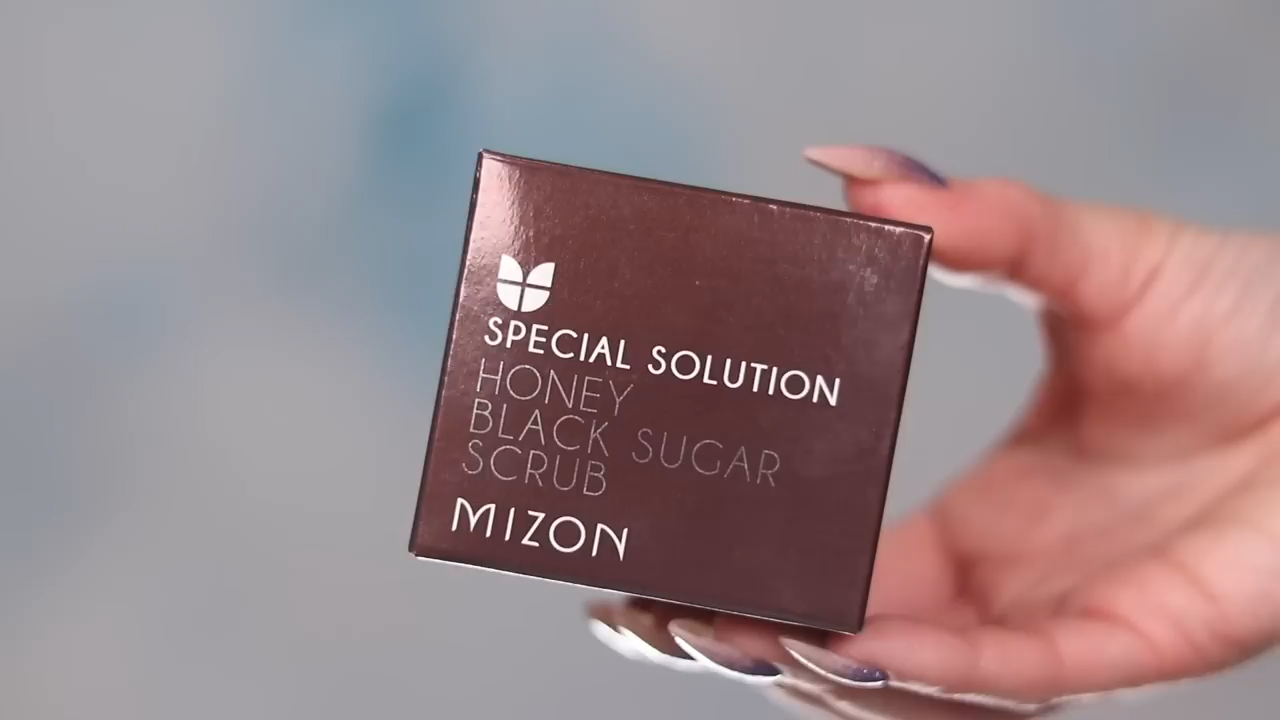 SPECIAL SOLUTION
HONEY
BLACK SUGAR
SCRUB
MIZON